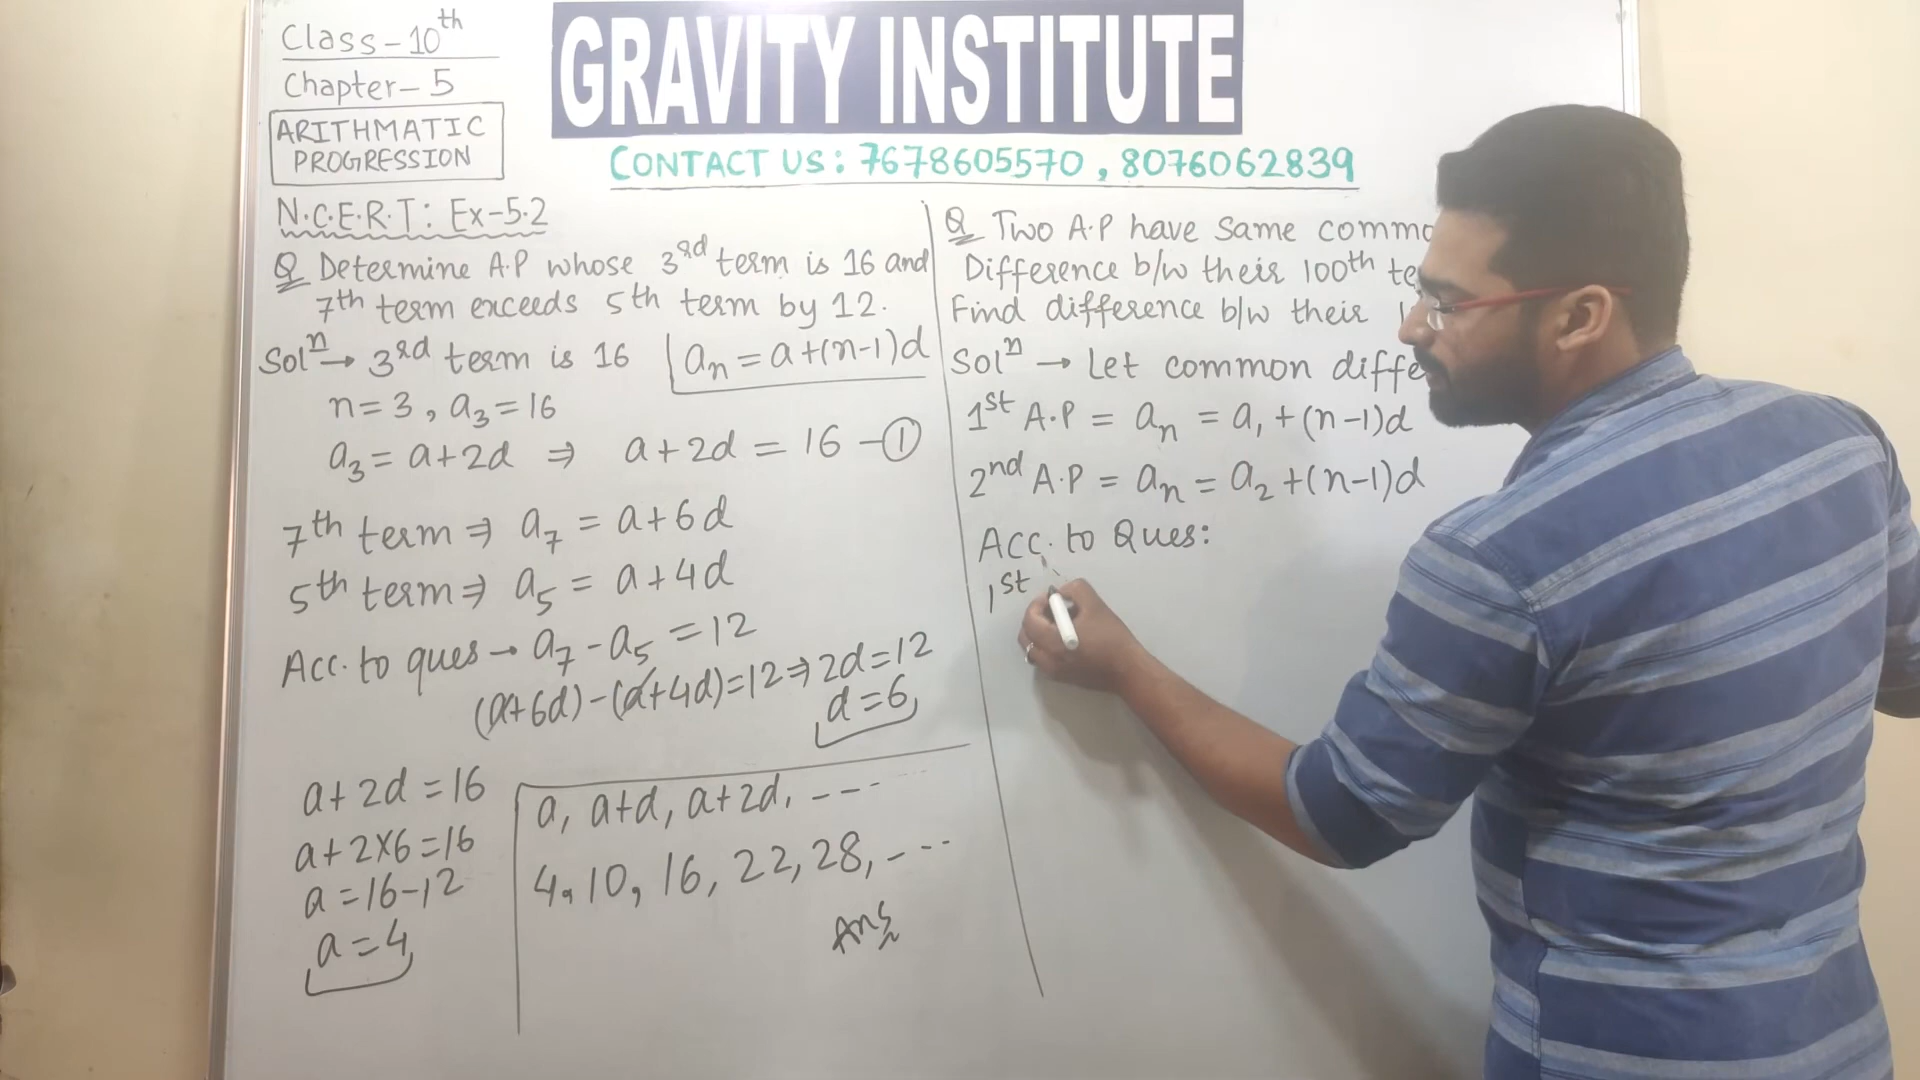 Class-10th
Chapter-5
ARITHMATIC
PROGRESSION
GRAVITY INSTITUTE
CONTACT US: 7678605570, 8076062839
N.C.E.R.T: Ex-5.2
Q Determine A.P whose 3rd term is 16 and
7th term exceeds 5th term by 12.
Solⁿ → 3rd term is 16
aₙ = a+(n-1)d
n=3, a₃=16
a₃ = a+2d ⇒ a+2d = 16 -①
7th term ⇒ a₇ = a+6d
5th term ⇒ a₅ = a+4d
Acc. to ques → a₇ - a₅ = 12
(a+6d)-(a+4d)=12 ⇒ 2d=12
d=6
a+2d=16
a+2×6=16
a=16-12
a=4
a, a+d, a+2d, ---
4, 10, 16, 22, 28, ---
Ans
Q Two A.P have Same
Difference b/w their 100th
Find difference b/w their
Solⁿ → Let common
1st A.P = aₙ = a₁+(n-1)d
2nd A.P = aₙ = a₂+(n-1)d
Acc. to Ques:
1st